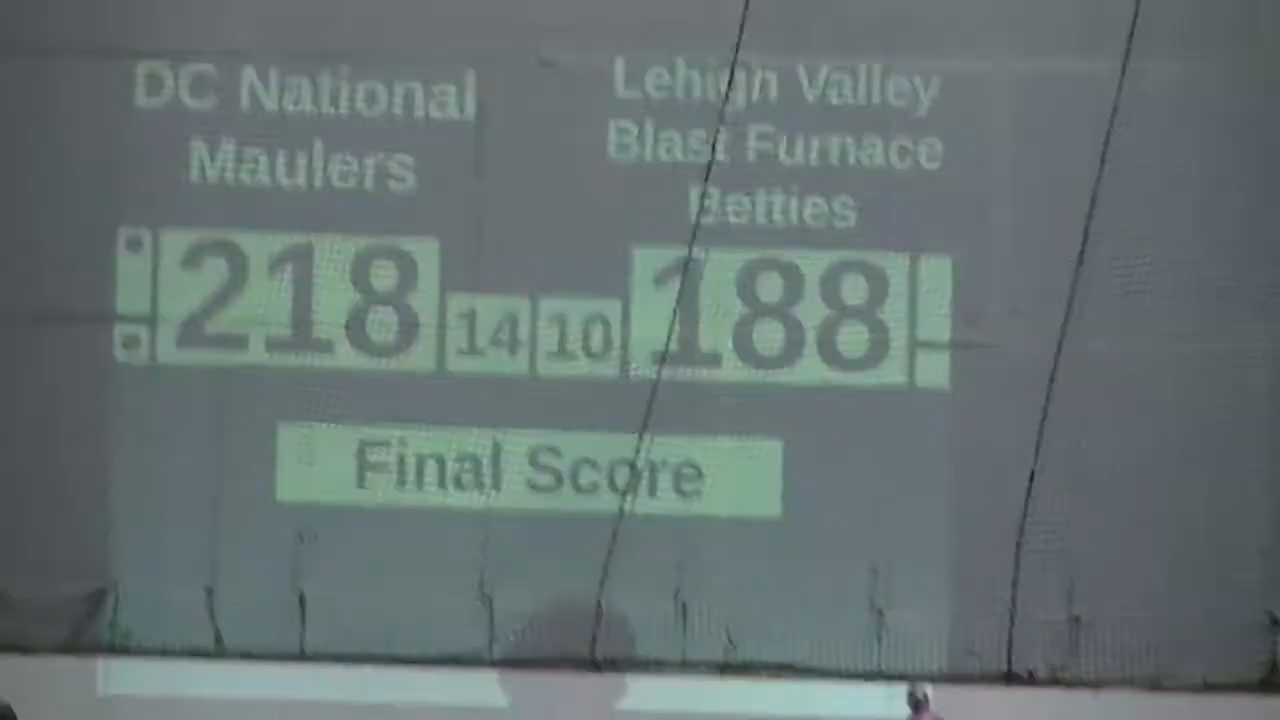 DC National
Maulers
Lehigh Valley
Blast Furnace
Betties
218 14 10 188
Final Score